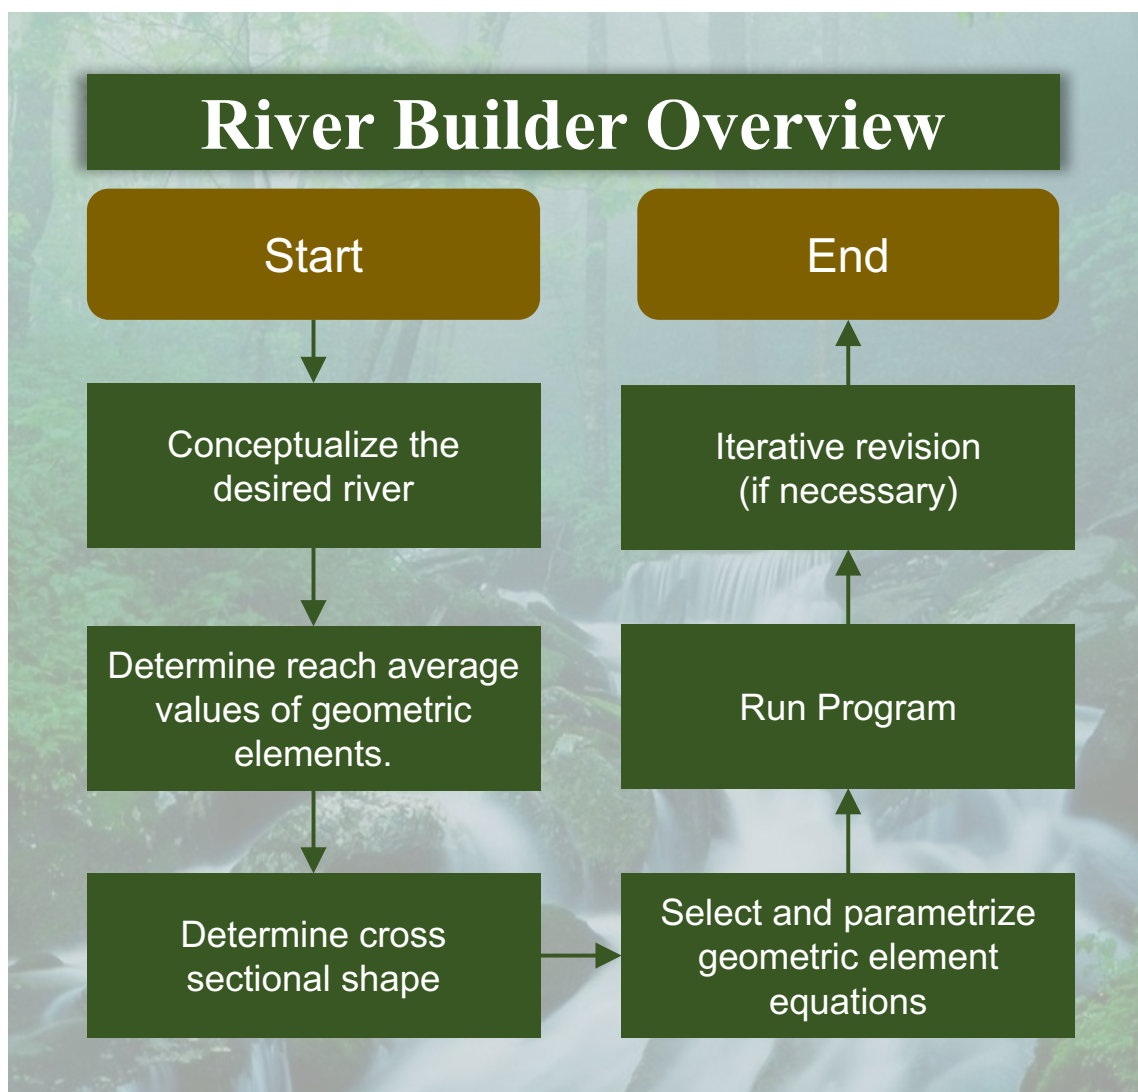 River Builder Overview
Start
Conceptualize the
desired river
Determine reach average
values of geometric
elements.
Determine cross
sectional shape
Select and parametrize
geometric element
equations
Run Program
Iterative revision
(if necessary)
End